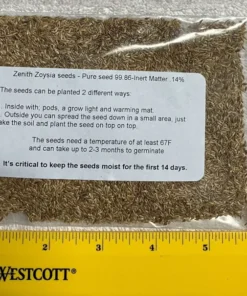 Zenith Zoysia seeds - Pure seed 99.86-Inert Matter .14%
The seeds can be planted 2 different ways:
. Inside with; pods, a grow light and warming mat.
. Outside you can spread the seed down in a small area. just
ke the soil and plant the seed on top on top.
The seeds need a temperature of at least 67F
and can take up to 2-3 months to germinate
It's critical to keep the seeds moist for the first 14 days.
2 3 4 5
WESTCOTT®